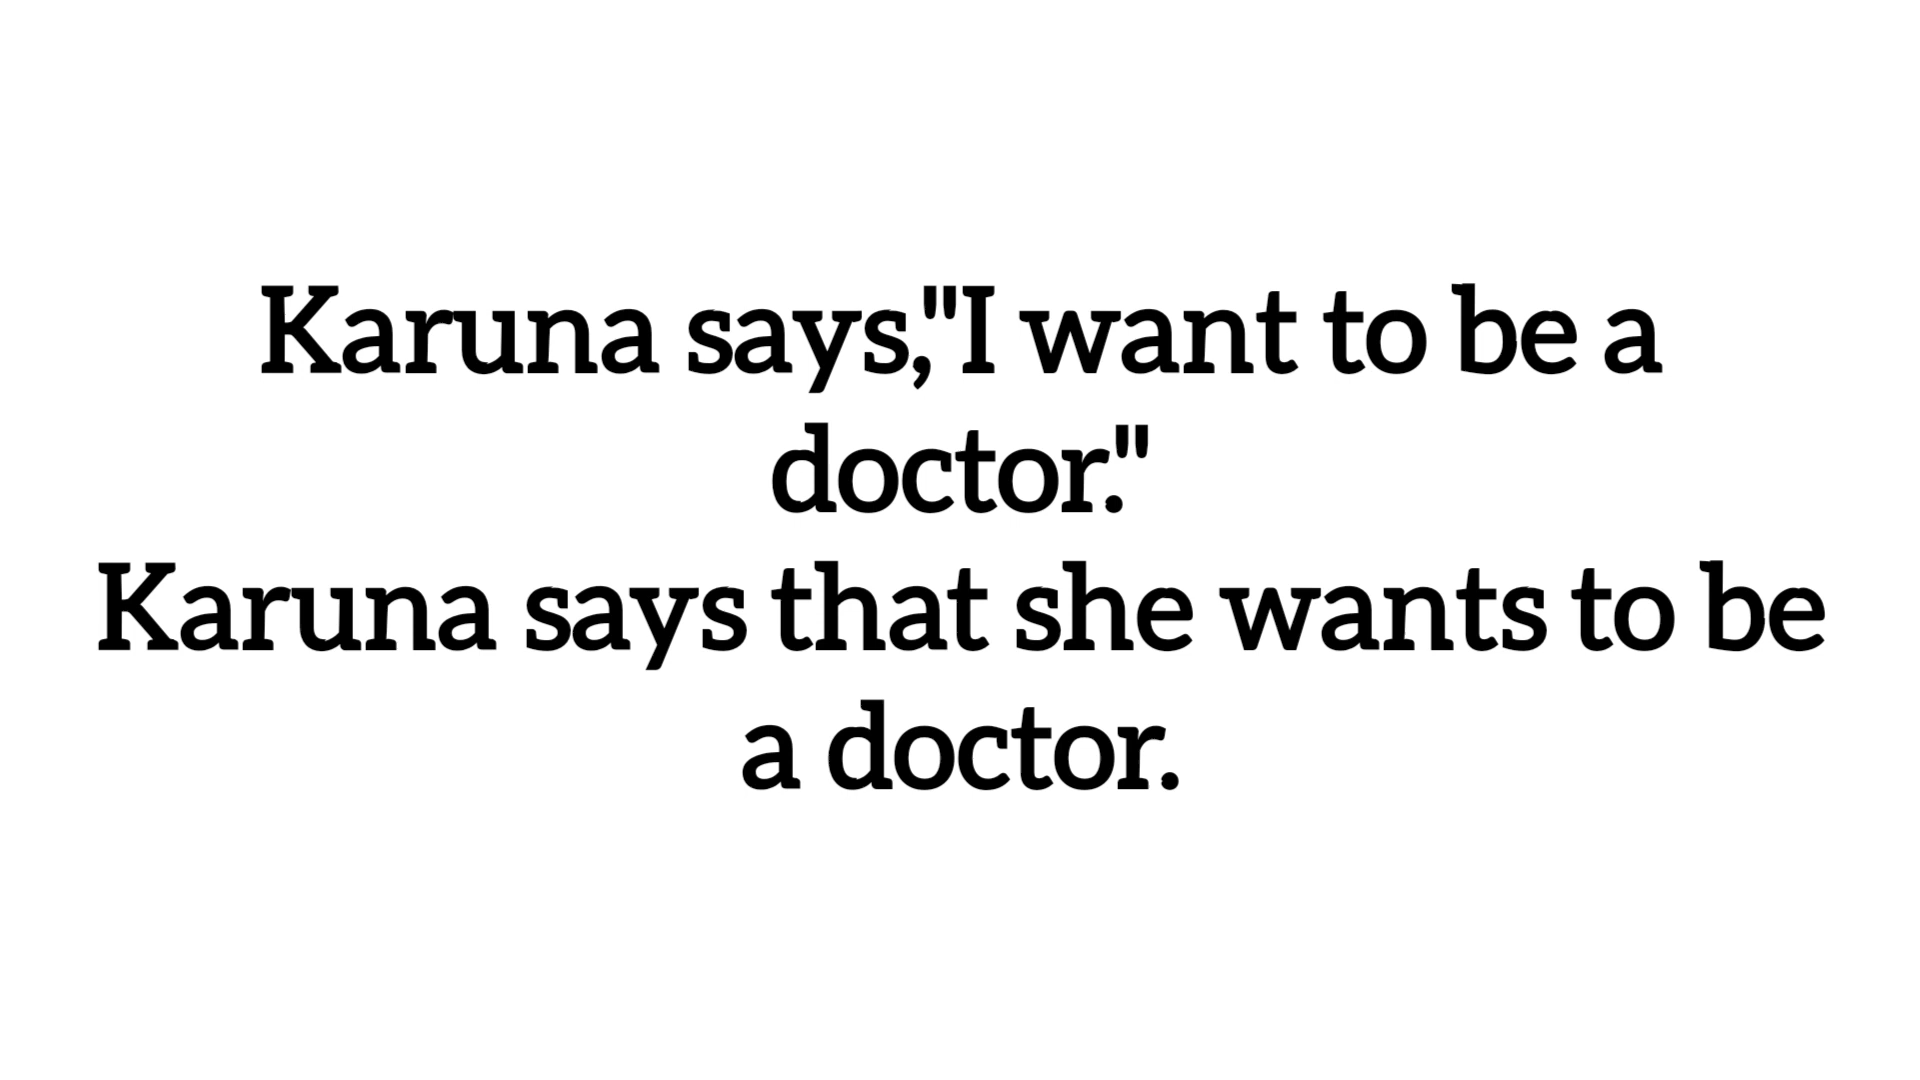 Karuna says,"I want to be a
doctor."
Karuna says that she wants to be
a doctor.